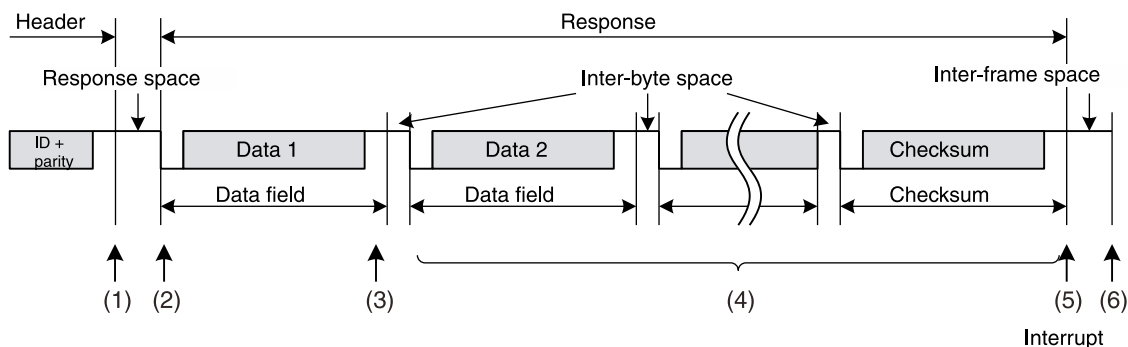 Header
Response
Response space
Inter-byte space
Inter-frame space
ID +
parity
Data 1
Data 2
Checksum
Data field
Data field
Checksum
(1)
(2)
(3)
(4)
(5)
(6)
Interrupt